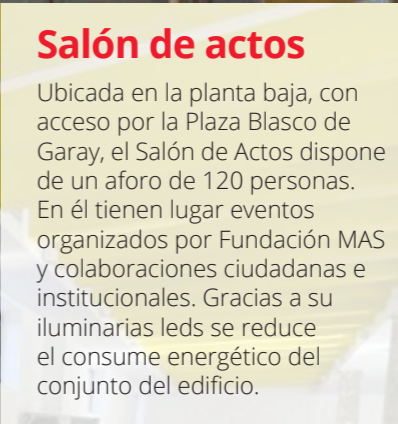 Salón de actos
Ubicada en la planta baja, con
acceso por la Plaza Blasco de
Garay, el Salón de Actos dispone
de un aforo de 120 personas.
En él tienen lugar eventos
organizados por Fundación MAS
y colaboraciones ciudadanas e
institucionales. Gracias a su
iluminarias leds se reduce
el consume energético del
conjunto del edificio.